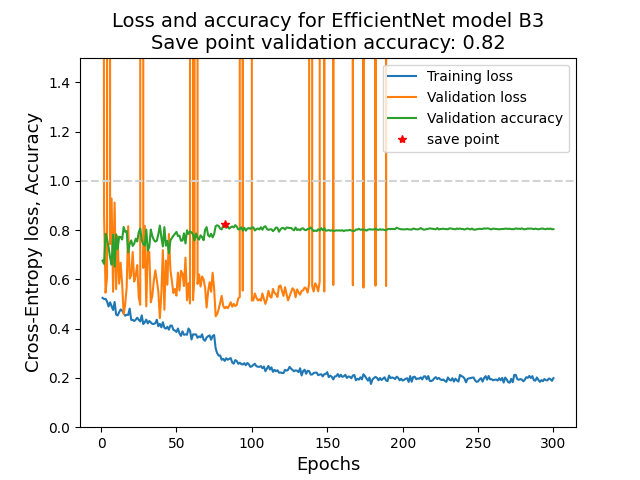 Loss and accuracy for EfficientNet model B3
Save point validation accuracy: 0.82
1.4
1.2
1.0
0.8
0.6
0.4
0.2
0.0
Cross-Entropy loss, Accuracy
Training loss
Validation loss
Validation accuracy
save point
0 50 100 150 200 250 300
Epochs